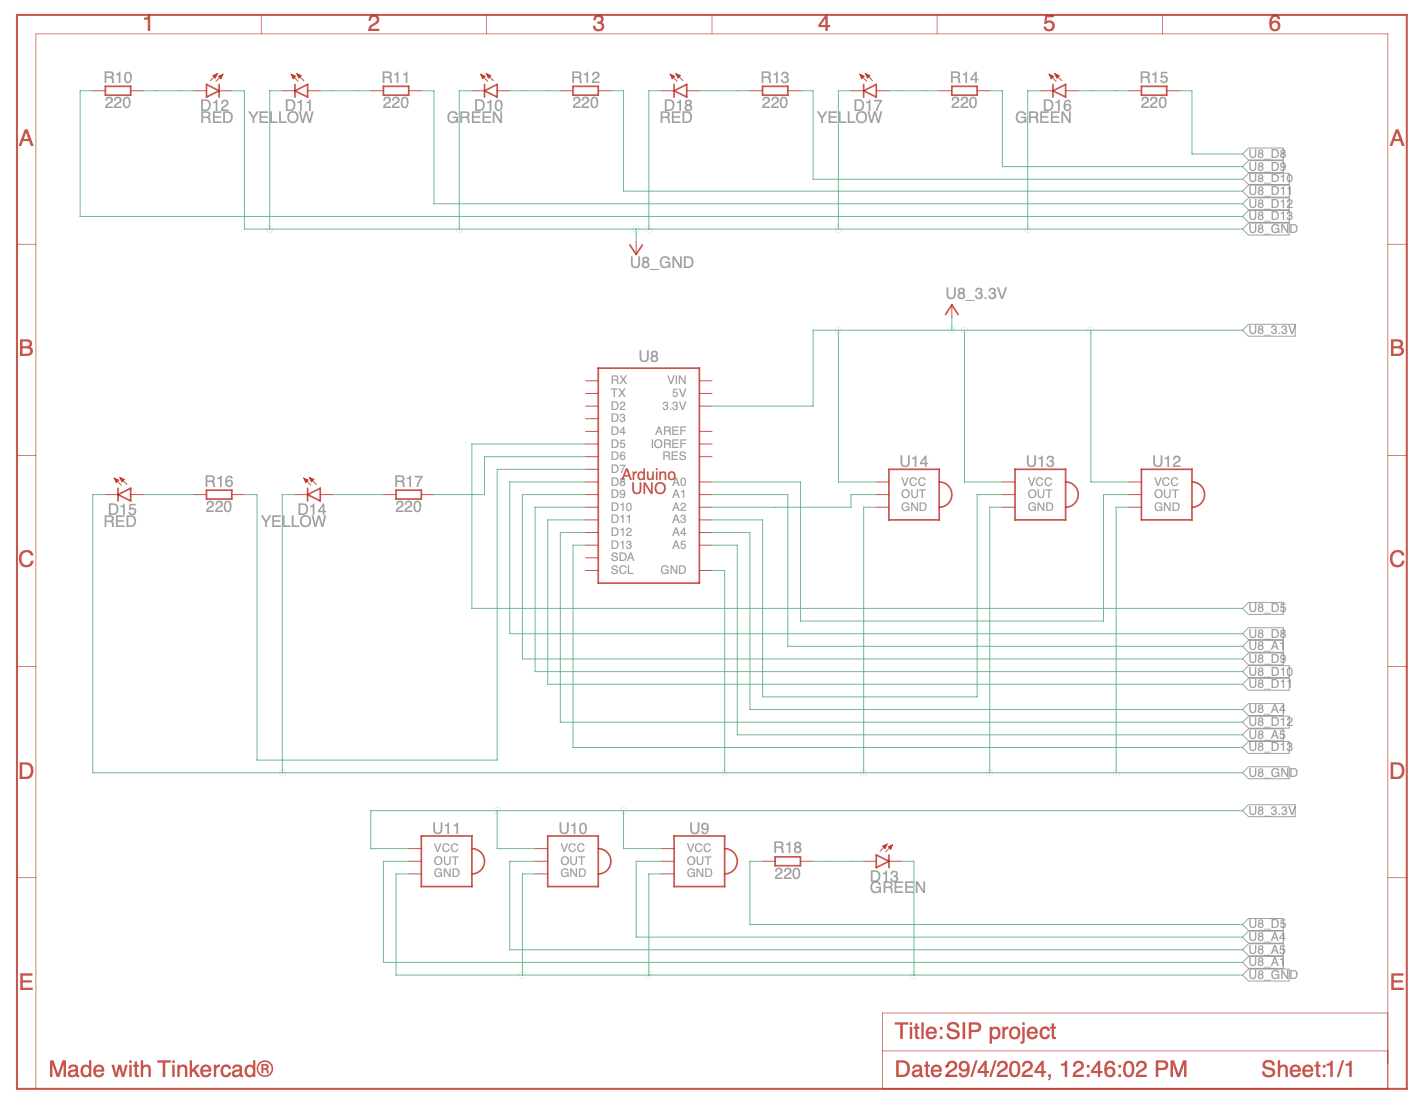 1 2 3 4 5 6
R10 R11 R12 R13 R14 R15
220 D12 D11 220 D10 220 D18 220 D17 220 D16 220
RED YELLOW GREEN RED YELLOW GREEN
A A
U8_D8
U8_D9
U8_D10
U8_D11
U8_D12
U8_D13
U8_GND
U8_GND
U8_3.3V
U8_3.3V
B B
U8
RX VIN
TX 5V
D2 3.3V
D3
D4 AREF
D5 IOREF
D6 RES
D7
Arduino
UNO
D8 A0
D9 A1
D10 A2
D11 A3
D12 A4
D13 A5
SDA
SCL GND
U14 U13 U12
VCC VCC VCC
OUT OUT OUT
GND GND GND
R16 R17
D15 220 D14 220
RED YELLOW
C C
U8_D5
U8_D8
U8_A1
U8_D9
U8_D10
U8_D11
U8_A4
U8_D12
U8_A5
U8_D13
U8_GND
D D
U8_3.3V
U11 U10 U9
VCC VCC VCC
OUT OUT OUT
GND GND GND
R18
220 D13
GREEN
U8_D5
U8_A4
U8_A5
U8_A1
U8_GND
E E
Title:SIP project
Made with Tinkercad®
Date29/4/2024, 12:46:02 PM Sheet:1/1